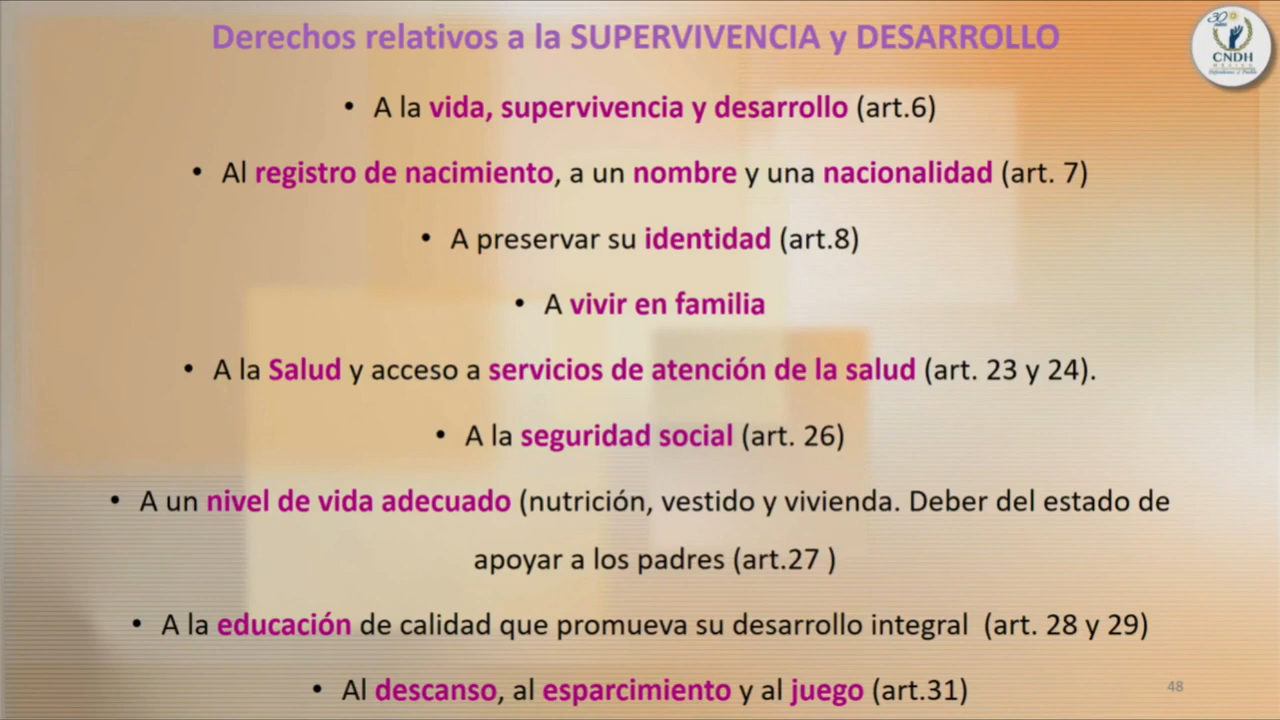 Derechos relativos a la SUPERVIVENCIA y DESARROLLO
30
CNDH
MÉXICO
• A la vida, supervivencia y desarrollo (art.6)
• Al registro de nacimiento, a un nombre y una nacionalidad (art. 7)
• A preservar su identidad (art.8)
• A vivir en familia
• A la Salud y acceso a servicios de atención de la salud (art. 23 y 24).
• A la seguridad social (art. 26)
• A un nivel de vida adecuado (nutrición, vestido y vivienda. Deber del estado de
apoyar a los padres (art.27 )
• A la educación de calidad que promueva su desarrollo integral  (art. 28 y 29)
• Al descanso, al esparcimiento y al juego (art.31)
48